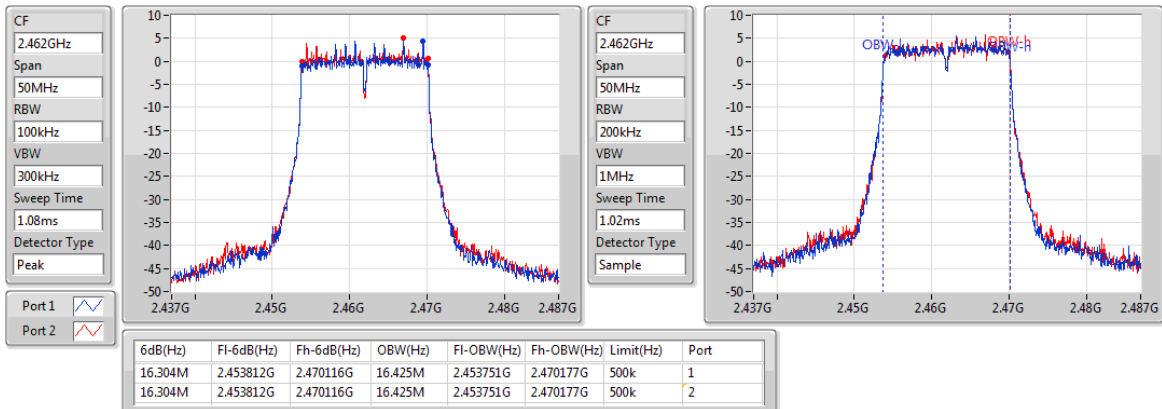 CF
2.462GHz
Span
50MHz
RBW
100kHz
VBW
300kHz
Sweep Time
1.08ms
Detector Type
Peak
Port 1
Port 2
10
5
0
-5
-10
-15
-20
-25
-30
-35
-40
-45
-50
2.437G 2.45G 2.46G 2.47G 2.48G 2.487G
CF
2.462GHz
Span
50MHz
RBW
200kHz
VBW
1MHz
Sweep Time
1.02ms
Detector Type
Sample
10
5
0
-5
-10
-15
-20
-25
-30
-35
-40
-45
-50
2.437G 2.45G 2.46G 2.47G 2.48G 2.487G
OBW-h
6dB(Hz) Fl-6dB(Hz) Fh-6dB(Hz) OBW(Hz) Fl-OBW(Hz) Fh-OBW(Hz) Limit(Hz) Port
16.304M 2.453812G 2.470116G 16.425M 2.453751G 2.470177G 500k 1
16.304M 2.453812G 2.470116G 16.425M 2.453751G 2.470177G 500k 2